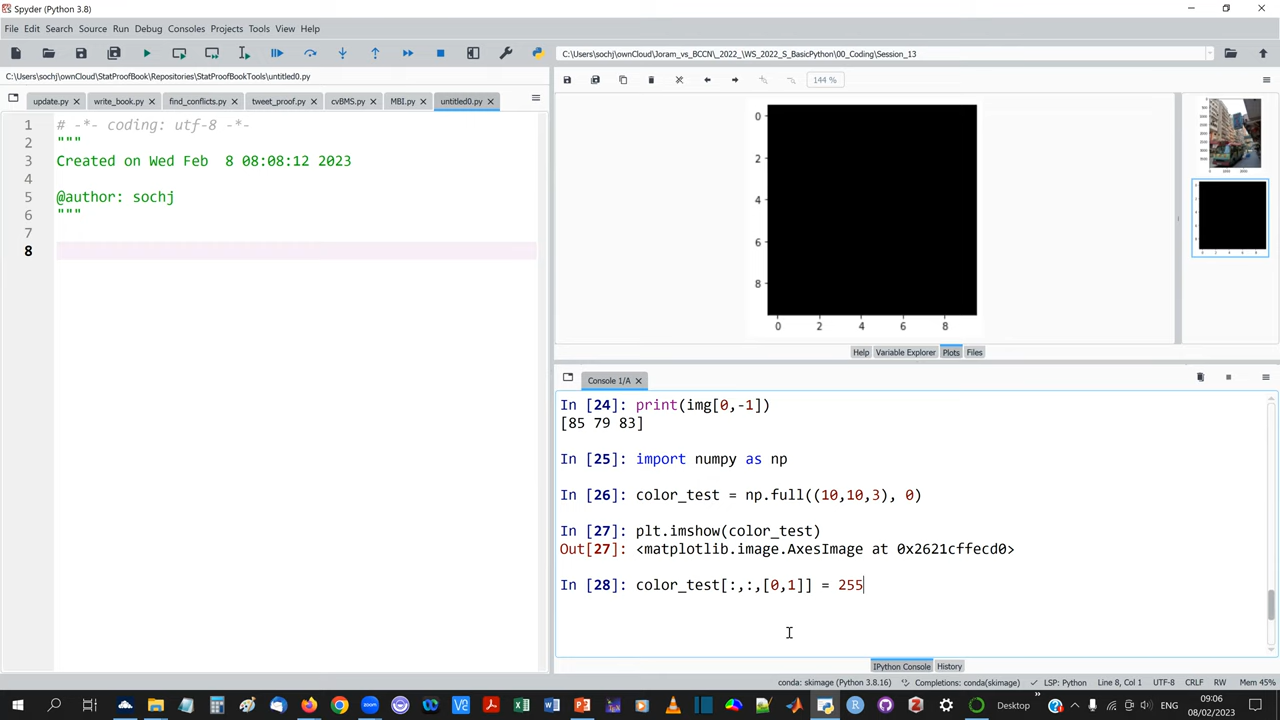 Spyder (Python 3.8)
File Edit Search Source Run Debug Consoles Projects Tools View Help
C:\Users\sochj\ownCloud\Joram_vs_BCCN\_2022_\WS_2022_S_BasicPython\00_Coding\Session_13
C:\Users\sochj\ownCloud\StatProofBook\Repositories\StatProofBookTools\untitled0.py
144 %
update.py write_book.py find_conflicts.py tweet_proof.py cvBMS.py MBI.py untitled0.py
1 # -*- coding: utf-8 -*-
2 """
3 Created on Wed Feb  8 08:08:12 2023
4
5 @author: sochj
6 """
7
8
0
2
4
6
8
0 2 4 6 8
Help Variable Explorer Plots Files
Console 1/A
In [24]: print(img[0,-1])
[85 79 83]
In [25]: import numpy as np
In [26]: color_test = np.full((10,10,3), 0)
In [27]: plt.imshow(color_test)
Out[27]: <matplotlib.image.AxesImage at 0x2621cffecd0>
In [28]: color_test[:,:,[0,1]] = 255
IPython Console History
conda: skimage (Python 3.8.16) Completions: conda(skimage) LSP: Python Line 8, Col 1 UTF-8 CRLF RW Mem 45%
zoom Desktop ENG 09:06
08/02/2023